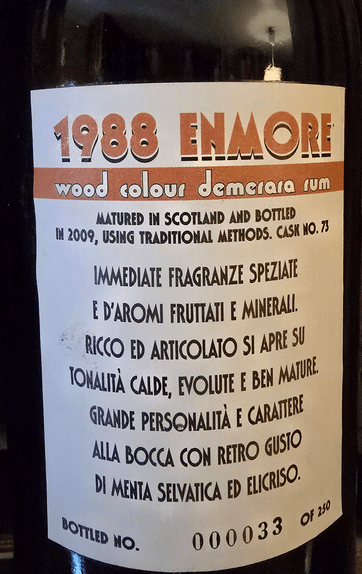 1988 ENMORE
wood colour demerara rum
MATURED IN SCOTLAND AND BOTTLED
IN 2009, USING TRADITIONAL METHODS. CASK NO. 73
IMMEDIATE FRAGRANZE SPEZIATE
E D'AROMI FRUTTATI E MINERALI.
RICCO ED ARTICOLATO SI APRE SU
TONALITÀ CALDE, EVOLUTE E BEN MATURE.
GRANDE PERSONALITÀ E CARATTERE
ALLA BOCCA CON RETRO GUSTO
DI MENTA SELVATICA ED ELICRISO.
BOTTLED NO. 000033 OF 250